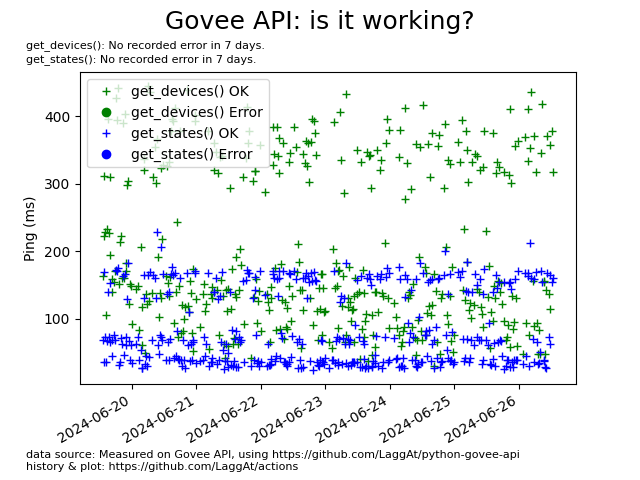 Govee API: is it working?
get_devices(): No recorded error in 7 days.
get_states(): No recorded error in 7 days.
get_devices() OK
get_devices() Error
get_states() OK
get_states() Error
Ping (ms)
400
300
200
100
2024-06-20
2024-06-21
2024-06-22
2024-06-23
2024-06-24
2024-06-25
2024-06-26
data source: Measured on Govee API, using https://github.com/LaggAt/python-govee-api
history & plot: https://github.com/LaggAt/actions